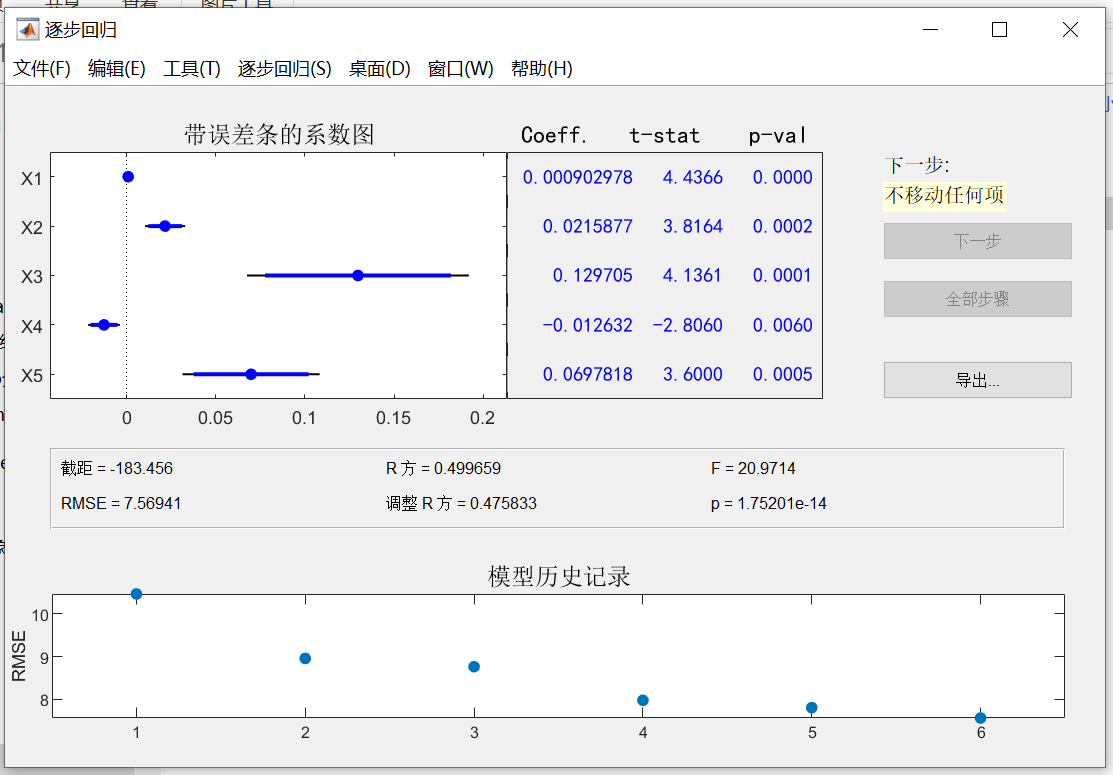 逐步回归
文件(F) 编辑(E) 工具(T) 逐步回归(S) 桌面(D) 窗口(W) 帮助(H)
带误差条的系数图
Coeff. t-stat p-val
X1 0.000902978 4.4366 0.0000
X2 0.0215877 3.8164 0.0002
X3 0.129705 4.1361 0.0001
X4 -0.012632 -2.8060 0.0060
X5 0.0697818 3.6000 0.0005
0 0.05 0.1 0.15 0.2
下一步:
不移动任何项
下一步
全部步骤
导出...
截距 = -183.456 R 方 = 0.499659 F = 20.9714
RMSE = 7.56941 调整 R 方 = 0.475833 p = 1.75201e-14
模型历史记录
RMSE
10
9
8
1 2 3 4 5 6